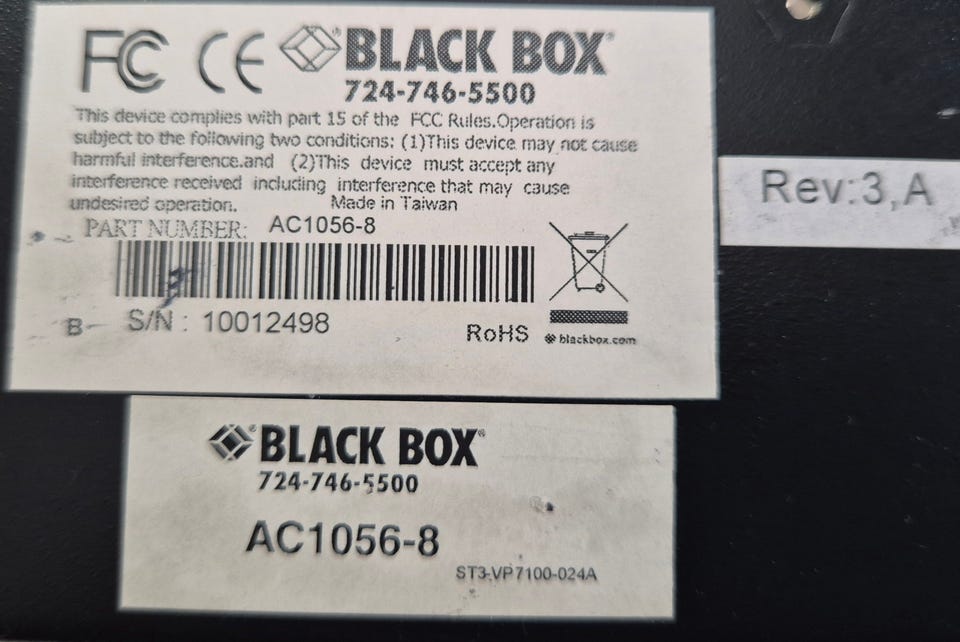 FC CE BLACK BOX®
724-746-5500
This device complies with part 15 of the FCC Rules.Operation is
subject to the following two conditions: (1)This device may not cause
harmful interference.and (2)This device must accept any
interference received including interference that may cause
undesired operation. Made in Taiwan
PART NUMBER: AC1056-8
B- S/N : 10012498
RoHS blackbox.com
Rev:3,A
BLACK BOX®
724-746-5500
AC1056-8
ST3-VP7100-024A